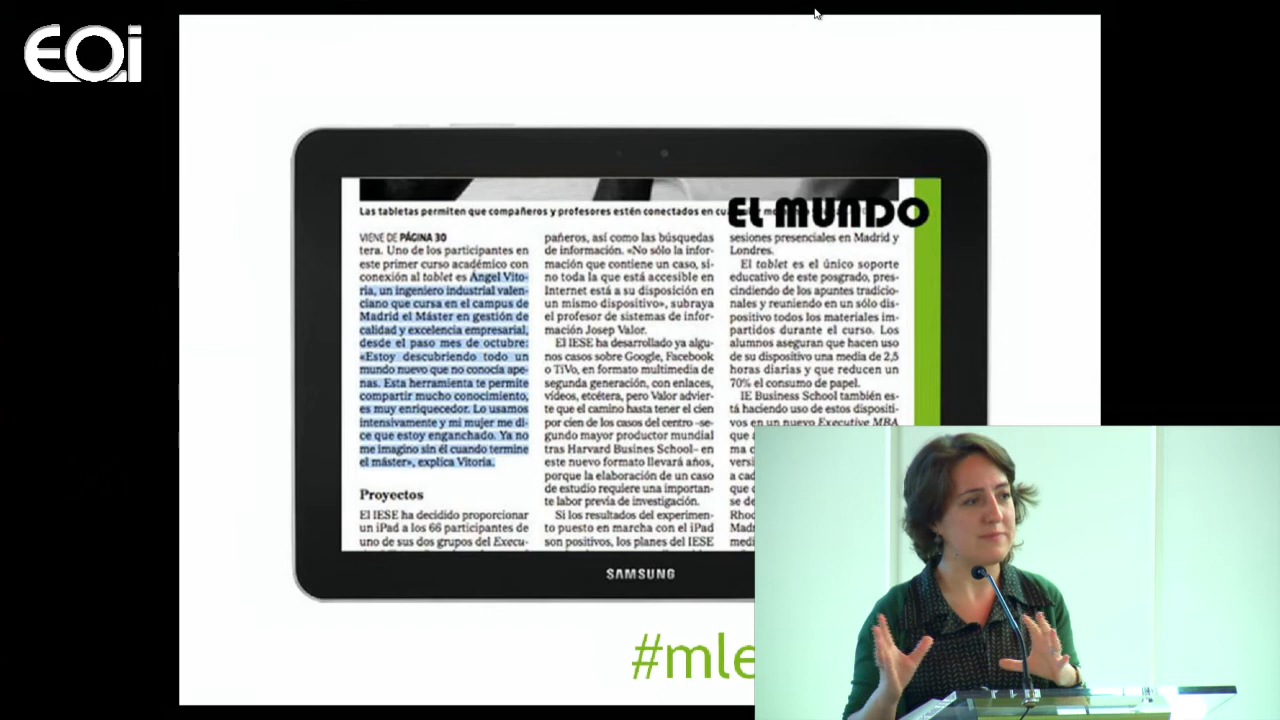 EOi
Las tabletas permiten que compañeros y profesores estén conectados en
EL MUNDO
VIENE DE PÁGINA 30
tera. Uno de los participantes en
este primer curso académico con
conexión al tablet es Ángel Vito-
ria, un ingeniero industrial valen-
ciano que cursa en el campus de
Madrid el Máster en gestión de
calidad y excelencia empresarial,
desde el paso mes de octubre:
«Estoy descubriendo todo un
mundo nuevo que no conocía ape-
nas. Esta herramienta te permite
compartir mucho conocimiento,
es muy enriquecedor. Lo usamos
intensivamente y mi mujer me di-
ce que estoy enganchado. Ya no
me imagino sin él cuando termine
el máster», explica Vitoria.
Proyectos
El IESE ha decidido proporcionar
un iPad a los 66 participantes de
uno de sus dos grupos del Execu-
pañeros, así como las búsquedas
de información. «No sólo la infor-
mación que contiene un caso, si-
no toda la que está accesible en
Internet está a su disposición en
un mismo dispositivo», subraya
el profesor de sistemas de infor-
mación Josep Valor.
El IESE ha desarrollado ya algu-
nos casos sobre Google, Facebook
o TiVo, en formato multimedia de
segunda generación, con enlaces,
vídeos, etcétera, pero Valor advier-
te que el camino hasta tener el cien
por cien de los casos del centro –se-
gundo mayor productor mundial
tras Harvard Busines School– en
este nuevo formato llevará años,
porque la elaboración de un caso
de estudio requiere una importan-
te labor previa de investigación.
Si los resultados del experimen-
to puesto en marcha con el iPad
son positivos, los planes del IESE
sesiones presenciales en Madrid y
Londres.
El tablet es el único soporte
educativo de este posgrado, pres-
cindiendo de los apuntes tradicio-
nales y reuniendo en un sólo dis-
positivo todos los materiales im-
partidos durante el curso. Los
alumnos aseguran que hacen uso
de su dispositivo una media de 2,5
horas diarias y que reducen un
70% el consumo de papel.
IE Business School también es-
tá haciendo uso de estos dispositi-
vos en un nuevo Executive MBA
que
ma
versi
a cad
que
se de
Rhod
Madr
medi
SAMSUNG
#mle